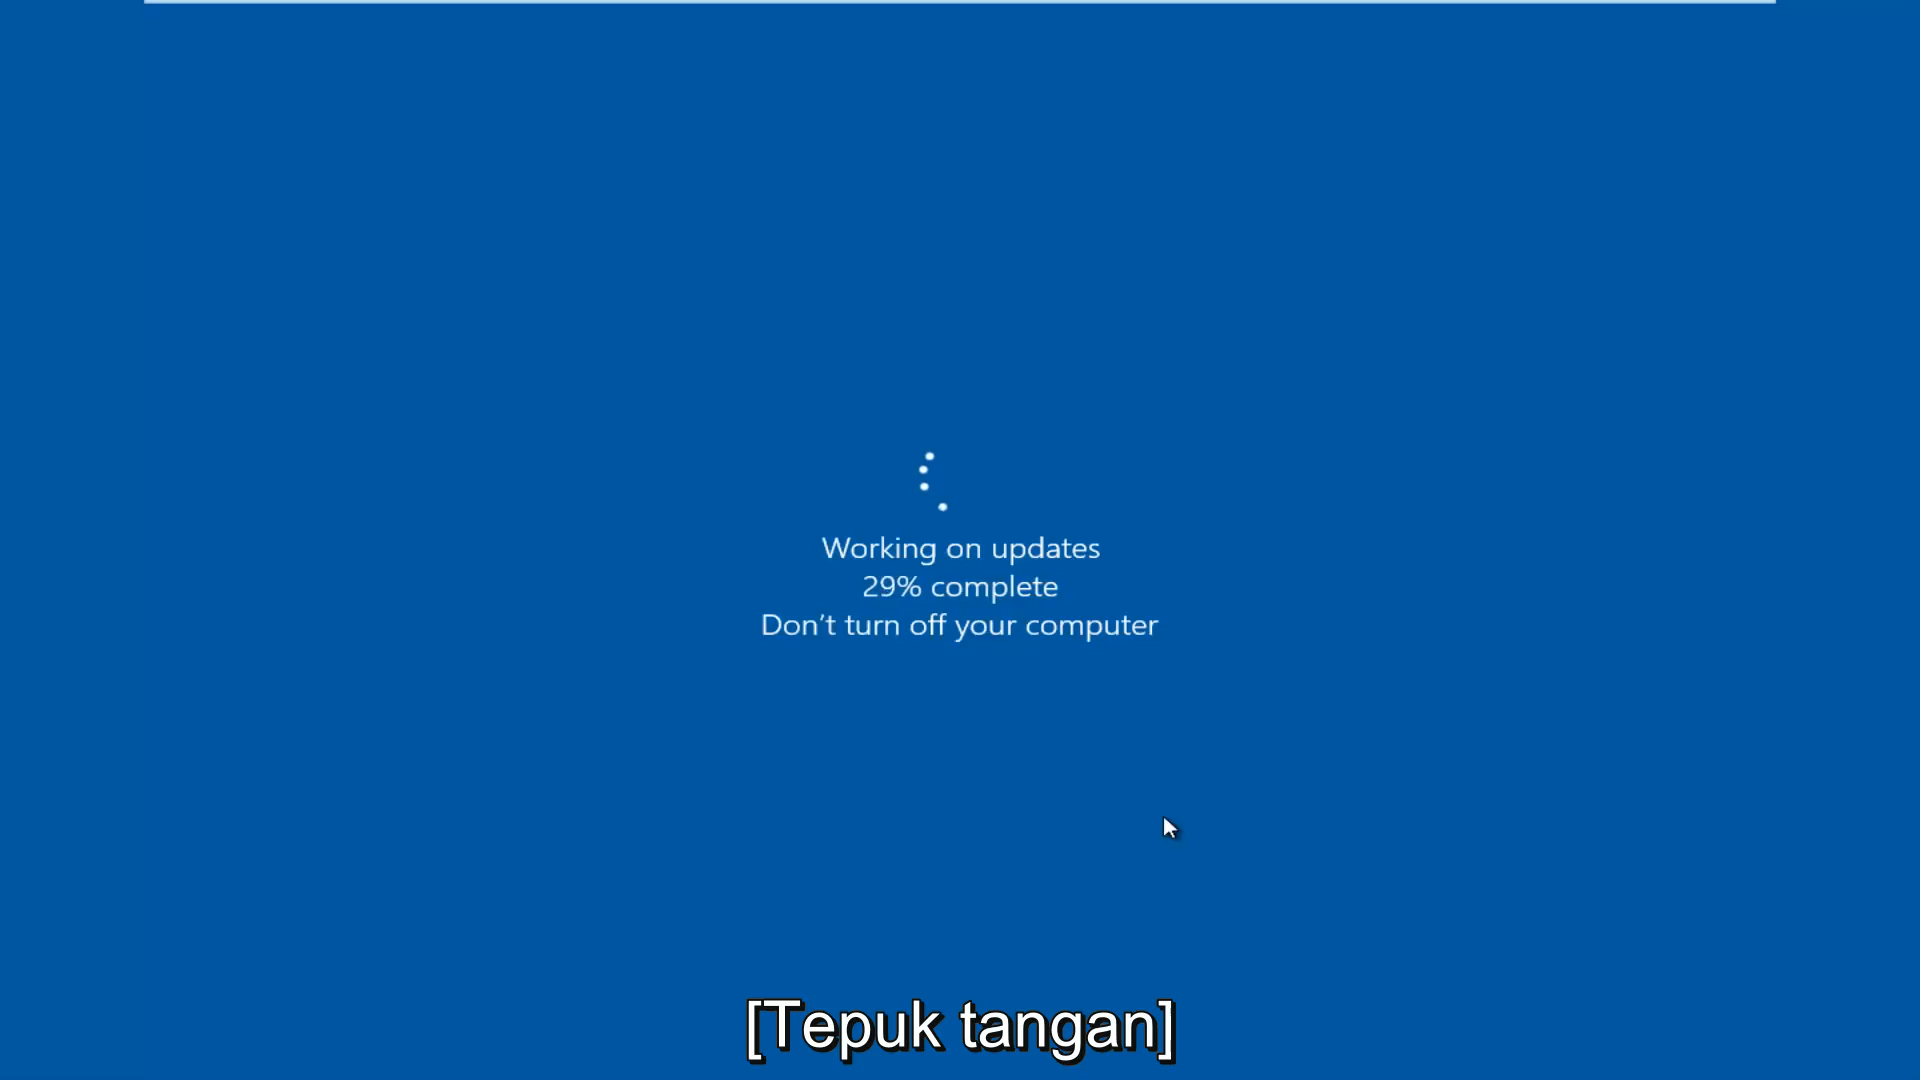 Working on updates
29% complete
Don't turn off your computer
[Tepuk tangan]